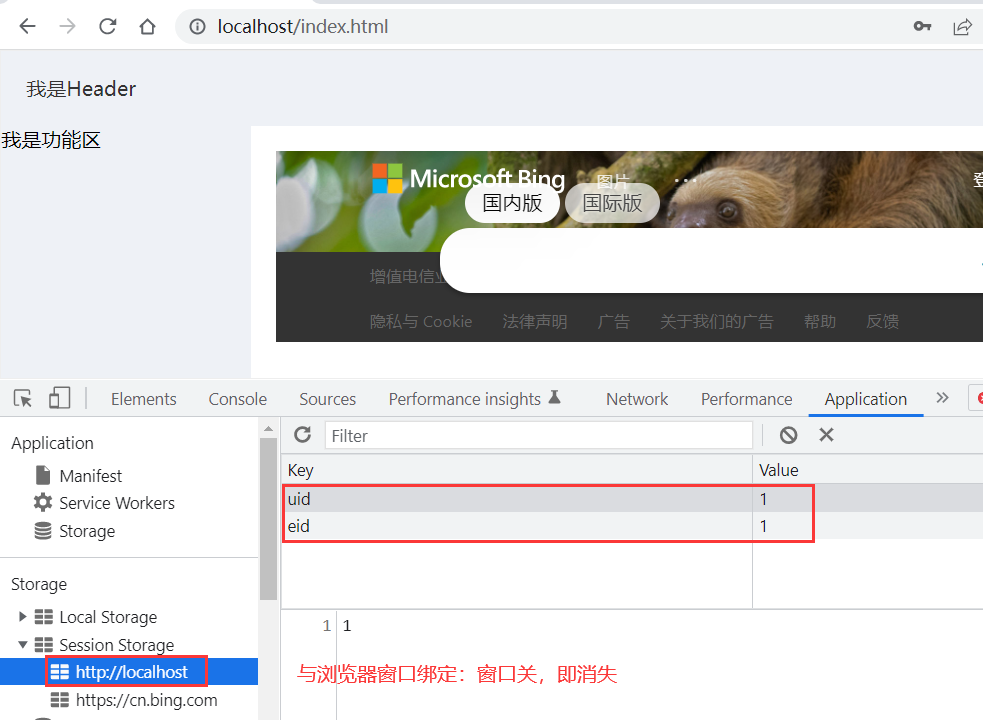 localhost/index.html
我是Header
我是功能区
Microsoft Bing
图片
...
登
国内版
国际版
增值电信业
隐私与 Cookie 法律声明 广告 关于我们的广告 帮助 反馈
Elements Console Sources Performance insights Network Performance Application »
Application
Filter
Key Value
Manifest
uid 1
Service Workers
eid 1
Storage
Storage
Local Storage
1 1
Session Storage
http://localhost
与浏览器窗口绑定：窗口关，即消失
https://cn.bing.com